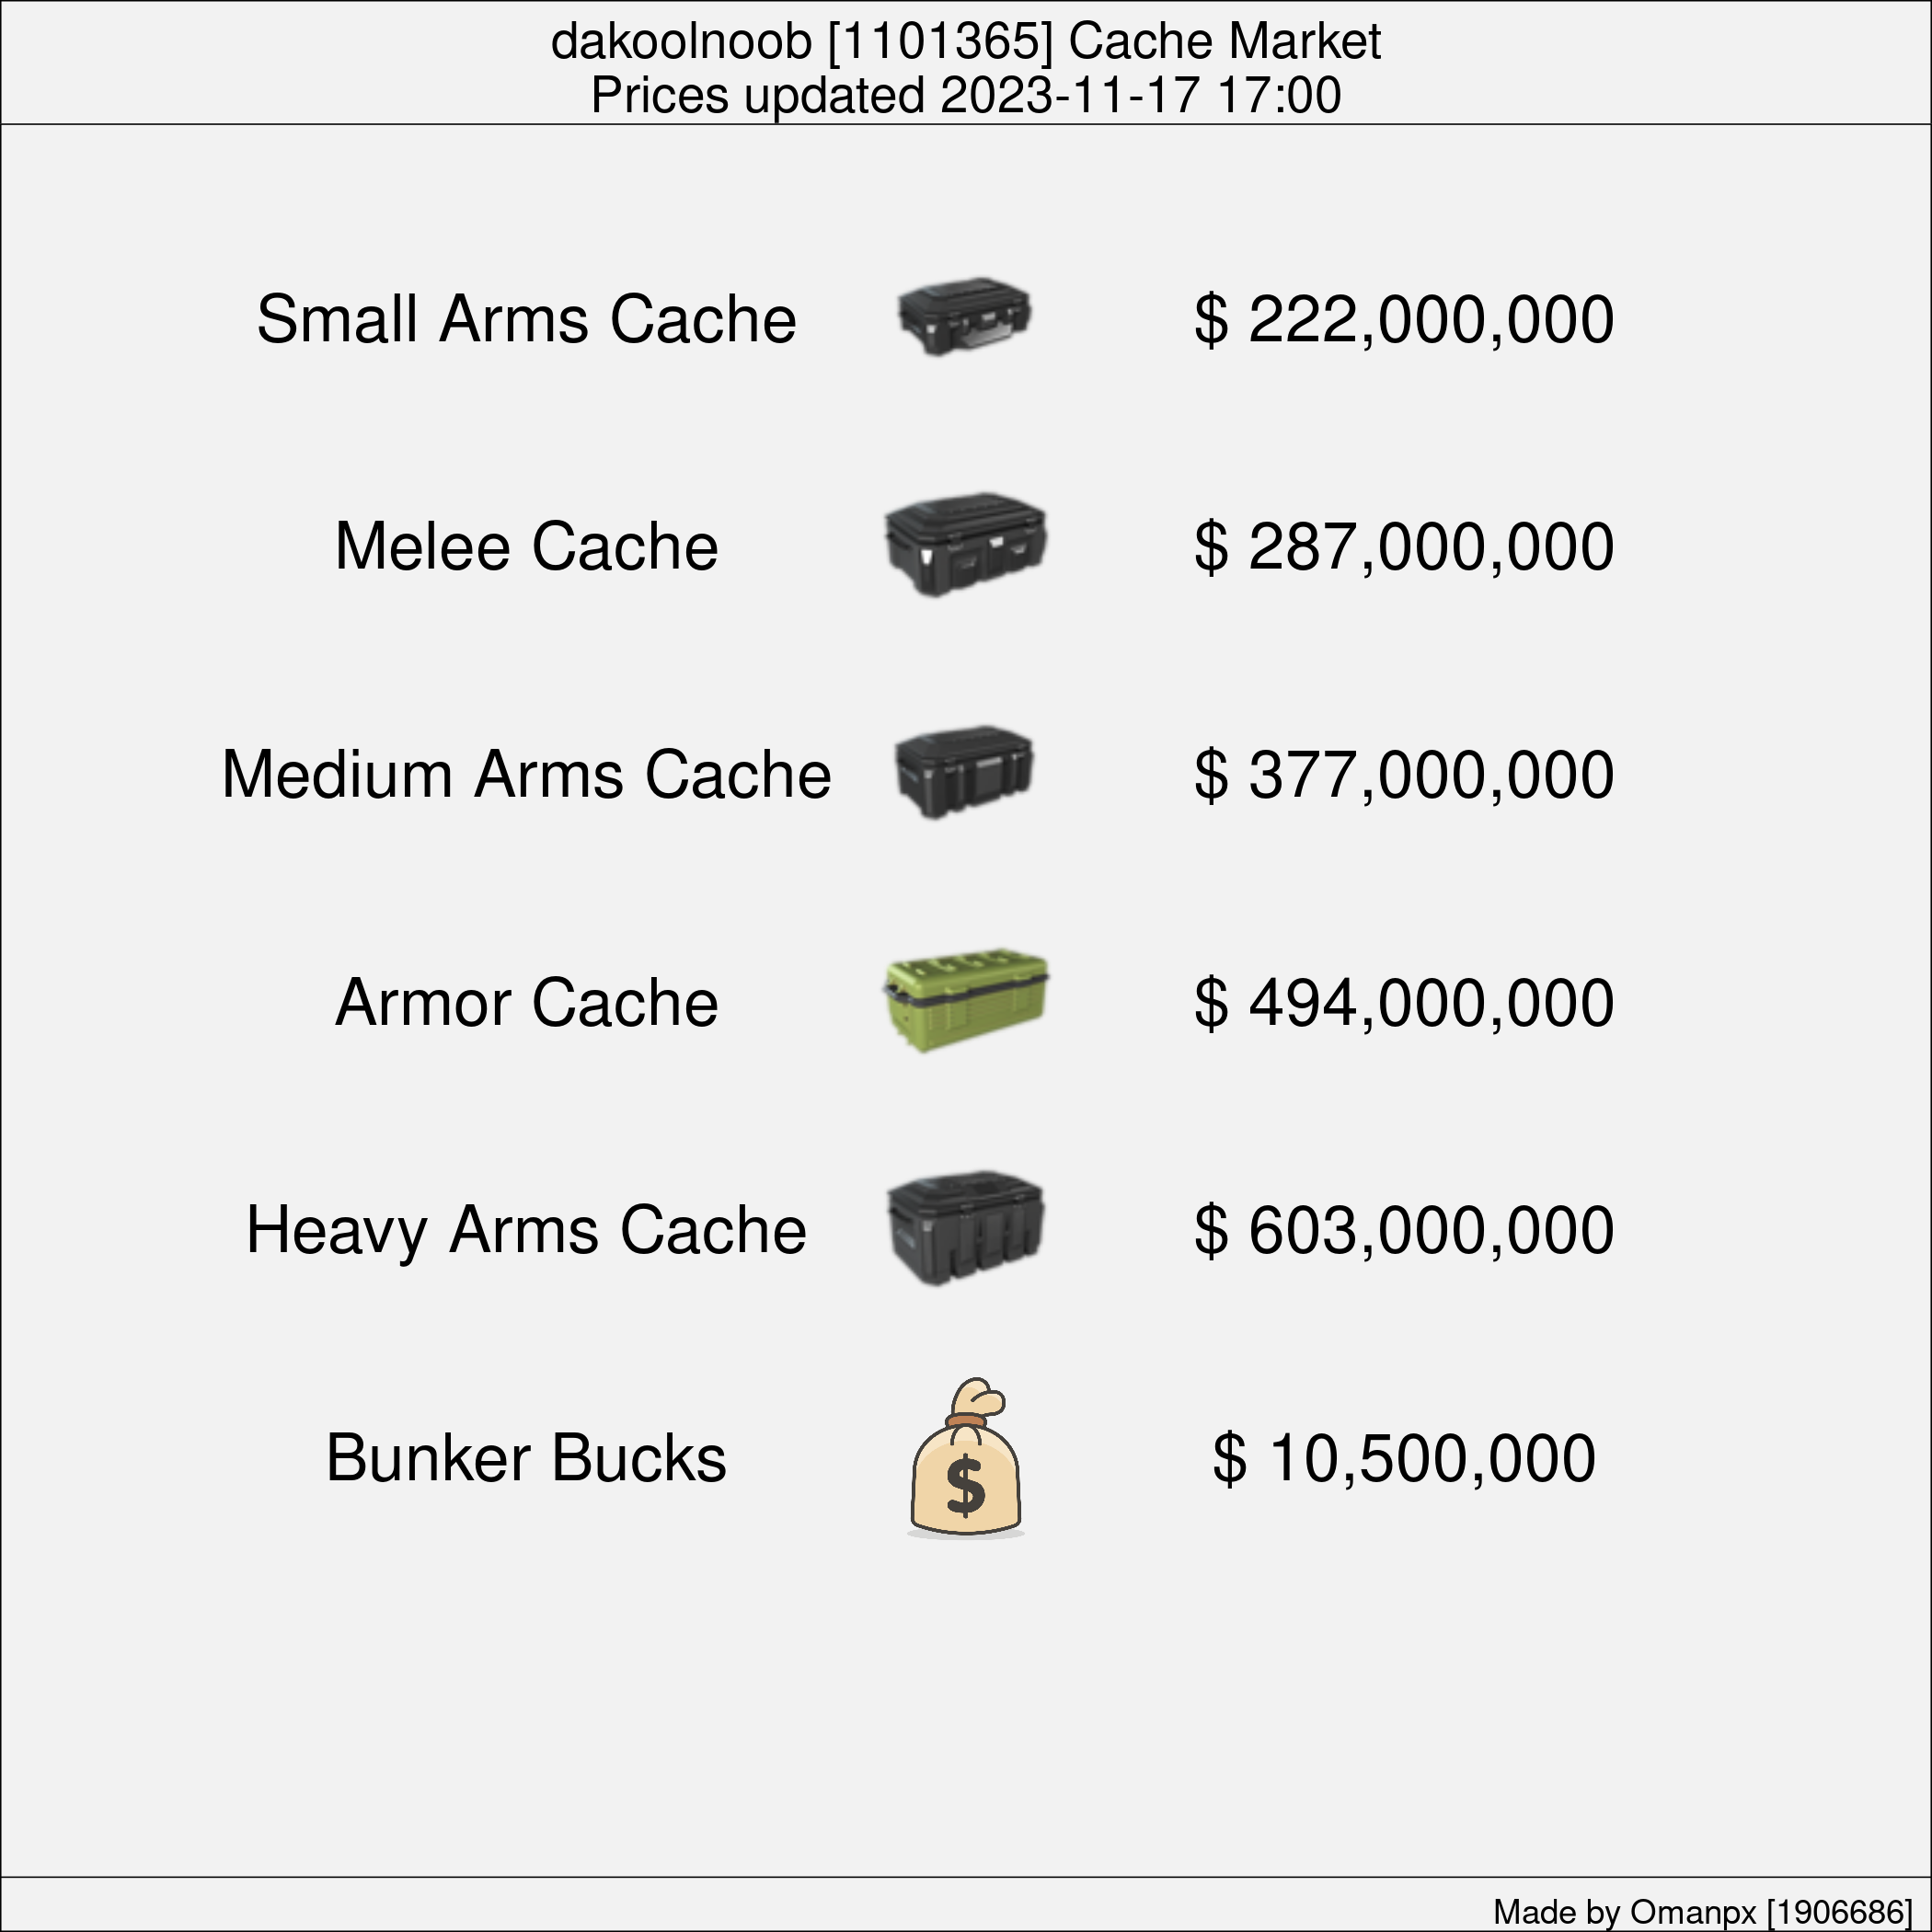 dakoolnoob [1101365] Cache Market
Prices updated 2023-11-17 17:00
Small Arms Cache $ 222,000,000
Melee Cache $ 287,000,000
Medium Arms Cache $ 377,000,000
Armor Cache $ 494,000,000
Heavy Arms Cache $ 603,000,000
Bunker Bucks $ $ 10,500,000
Made by Omanpx [1906686]